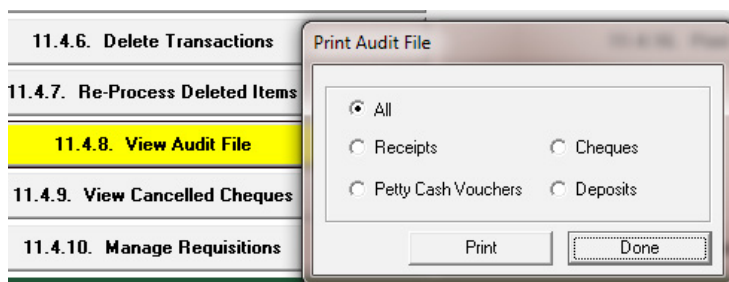 11.4.6. Delete Transactions
11.4.7. Re-Process Deleted Items
11.4.8. View Audit File
11.4.9. View Cancelled Cheques
11.4.10. Manage Requisitions
Print Audit File
All
Receipts
Cheques
Petty Cash Vouchers
Deposits
Print
Done